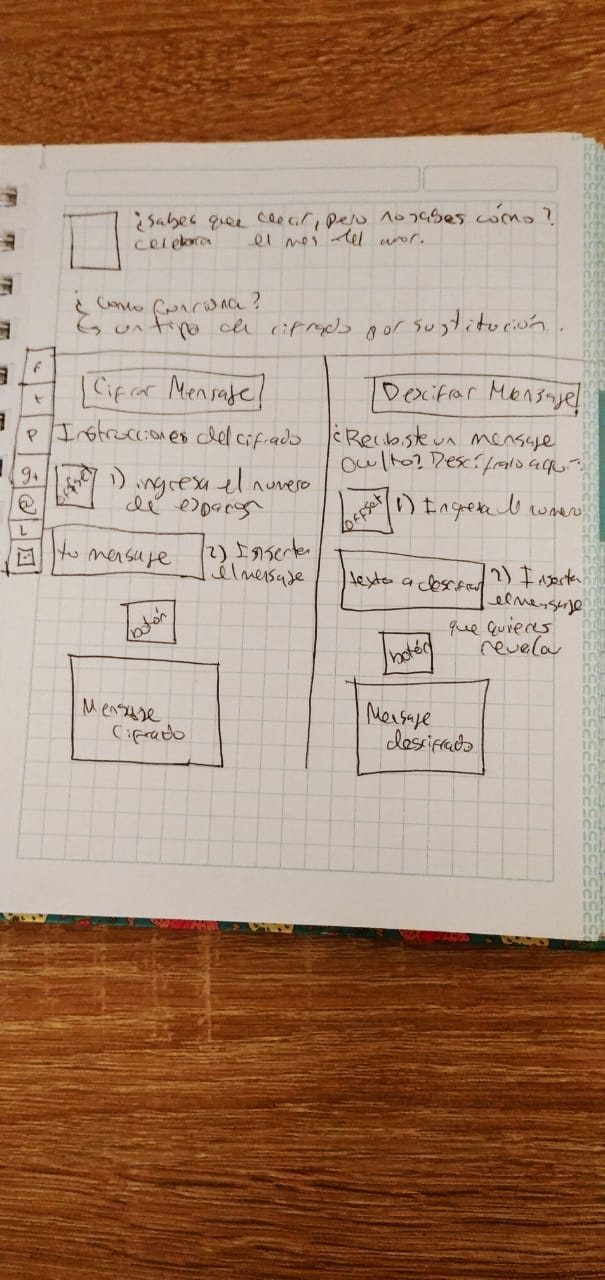 ¿Sabes que decir, pero no sabes cómo?
celebra el mes del amor.
¿Como funciona?
Es un tipo de cifrado por sustitución.
f
t
p
g+
@
L
Cifrar Mensaje
Instrucciones del cifrado
offset
1) ingresa el numero
de espacios
tu mensaje
2) Inserta
el mensaje
botón
Mensaje
cifrado
Descifrar Mensaje
¿Recibiste un mensaje
oculto? Descífralo aquí.
offset
1) Ingresa el numero
texto a descifrar
2) Inserta
el mensaje
que quieres
revelar
botón
Mensaje
descifrado